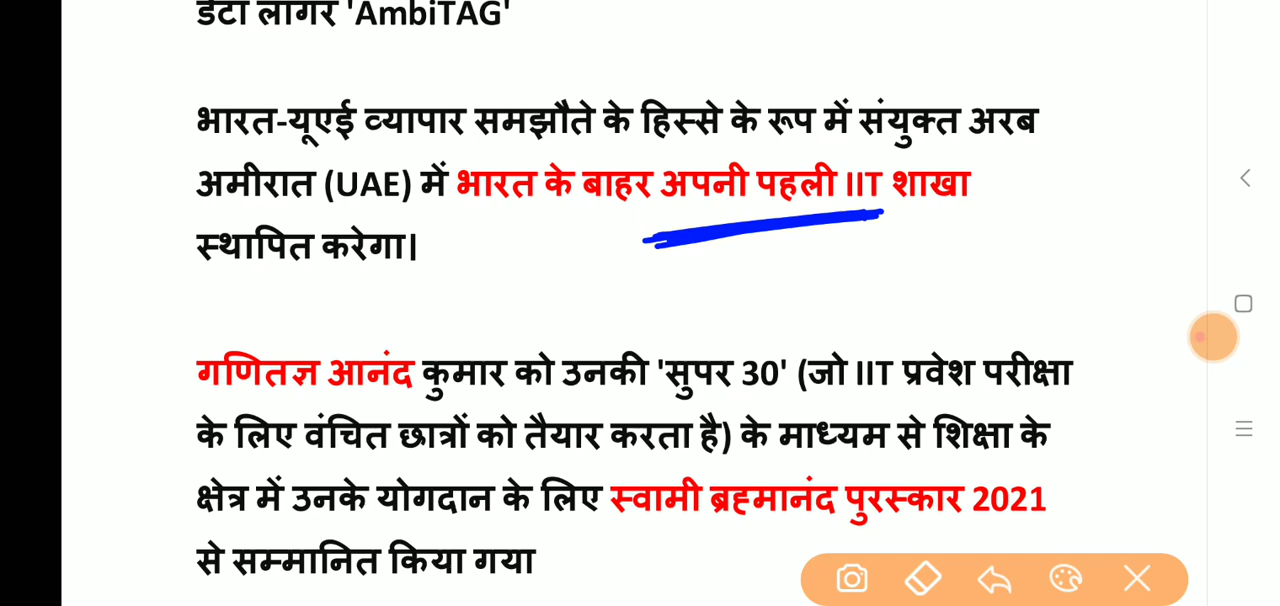 डेटा लॉगर 'AmbiTAG'
भारत-यूएई व्यापार समझौते के हिस्से के रूप में संयुक्त अरब
अमीरात (UAE) में भारत के बाहर अपनी पहली IIT शाखा
स्थापित करेगा।
गणितज्ञ आनंद कुमार को उनकी 'सुपर 30' (जो IIT प्रवेश परीक्षा
के लिए वंचित छात्रों को तैयार करता है) के माध्यम से शिक्षा के
क्षेत्र में उनके योगदान के लिए स्वामी ब्रह्मानंद पुरस्कार 2021
से सम्मानित किया गया